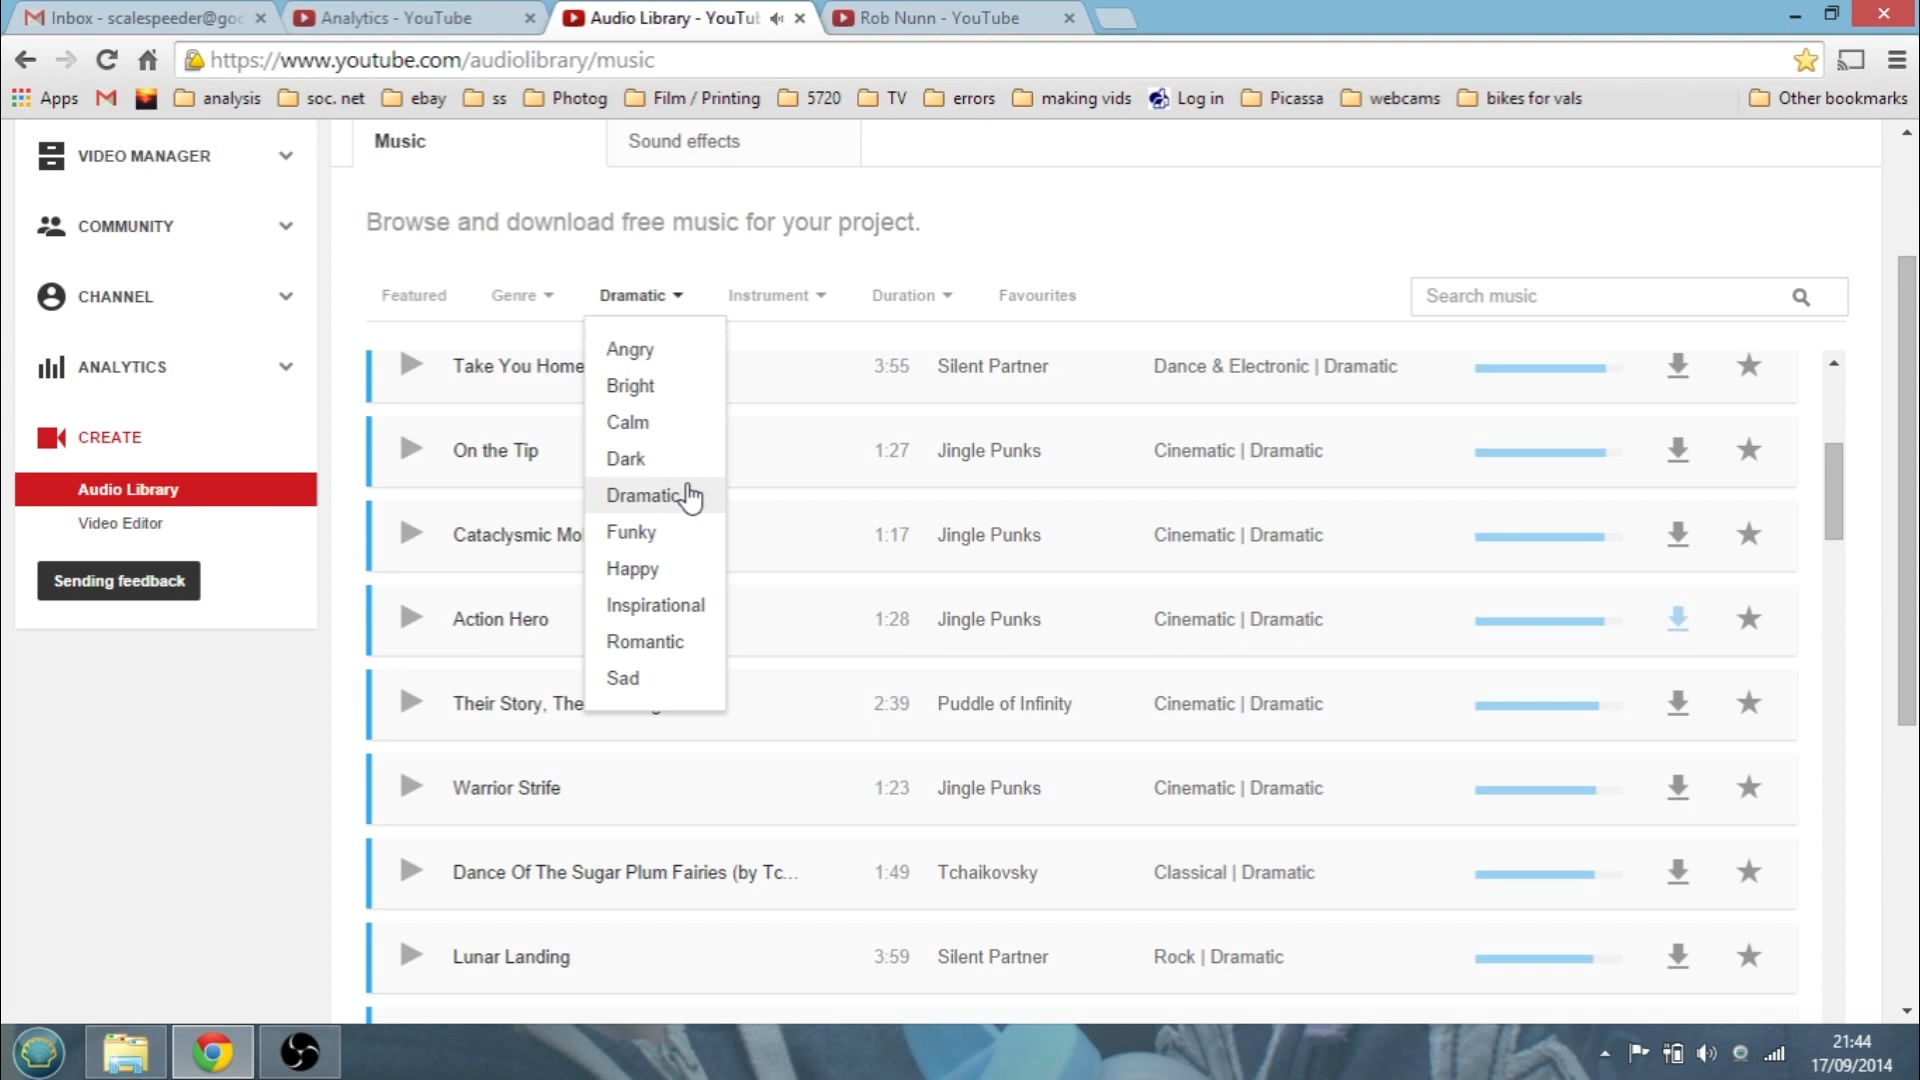 Inbox - scalespeeder@goo
Analytics - YouTube
Audio Library - YouTu
Rob Nunn - YouTube
https://www.youtube.com/audiolibrary/music
Apps
analysis
soc. net
ebay
ss
Photog
Film / Printing
5720
TV
errors
making vids
Log in
Picassa
webcams
bikes for vals
Other bookmarks
VIDEO MANAGER
COMMUNITY
CHANNEL
ANALYTICS
CREATE
Audio Library
Video Editor
Sending feedback
Music
Sound effects
Browse and download free music for your project.
Featured
Genre
Dramatic
Instrument
Duration
Favourites
Search music
Angry
Bright
Calm
Dark
Dramatic
Funky
Happy
Inspirational
Romantic
Sad
Take You Home 3:55 Silent Partner Dance & Electronic | Dramatic
On the Tip 1:27 Jingle Punks Cinematic | Dramatic
Cataclysmic Mo 1:17 Jingle Punks Cinematic | Dramatic
Action Hero 1:28 Jingle Punks Cinematic | Dramatic
Their Story, The 2:39 Puddle of Infinity Cinematic | Dramatic
Warrior Strife 1:23 Jingle Punks Cinematic | Dramatic
Dance Of The Sugar Plum Fairies (by Tc... 1:49 Tchaikovsky Classical | Dramatic
Lunar Landing 3:59 Silent Partner Rock | Dramatic
21:44
17/09/2014